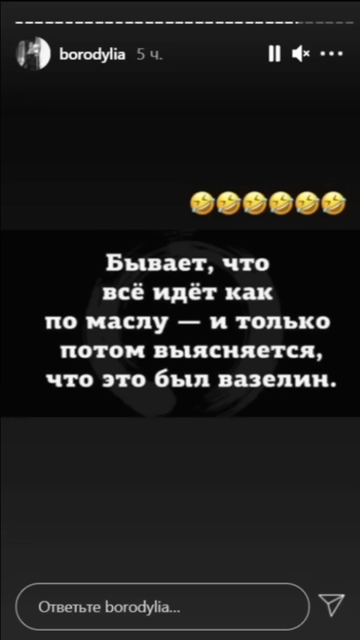 borodylia 5 ч.
🤣🤣🤣🤣🤣🤣
Бывает, что
всё идёт как
по маслу — и только
потом выясняется,
что это был вазелин.
Ответьте borodylia...